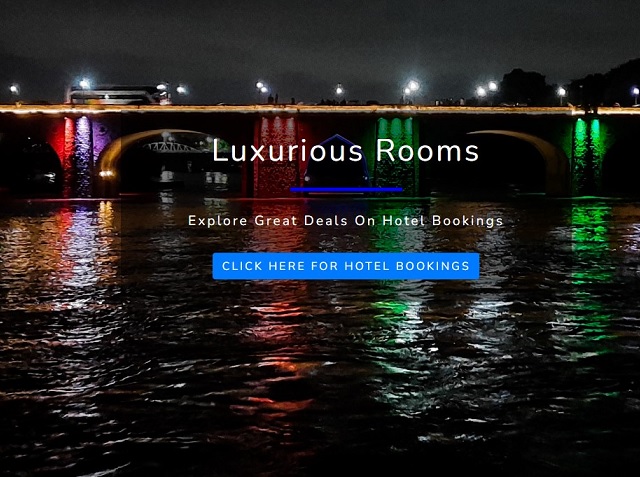 Luxurious Rooms
Explore Great Deals On Hotel Bookings
CLICK HERE FOR HOTEL BOOKINGS